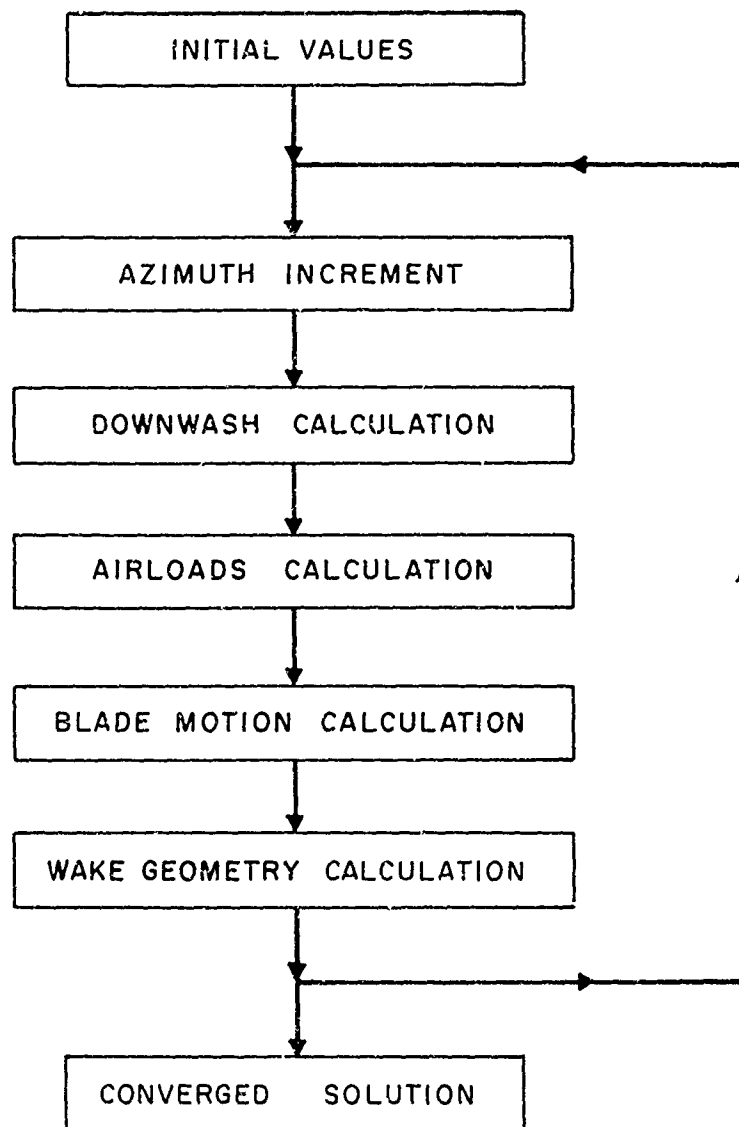 INITIAL VALUES
AZIMUTH INCREMENT
DOWNWASH CALCULATION
AIRLOADS CALCULATION
BLADE MOTION CALCULATION
WAKE GEOMETRY CALCULATION
CONVERGED SOLUTION